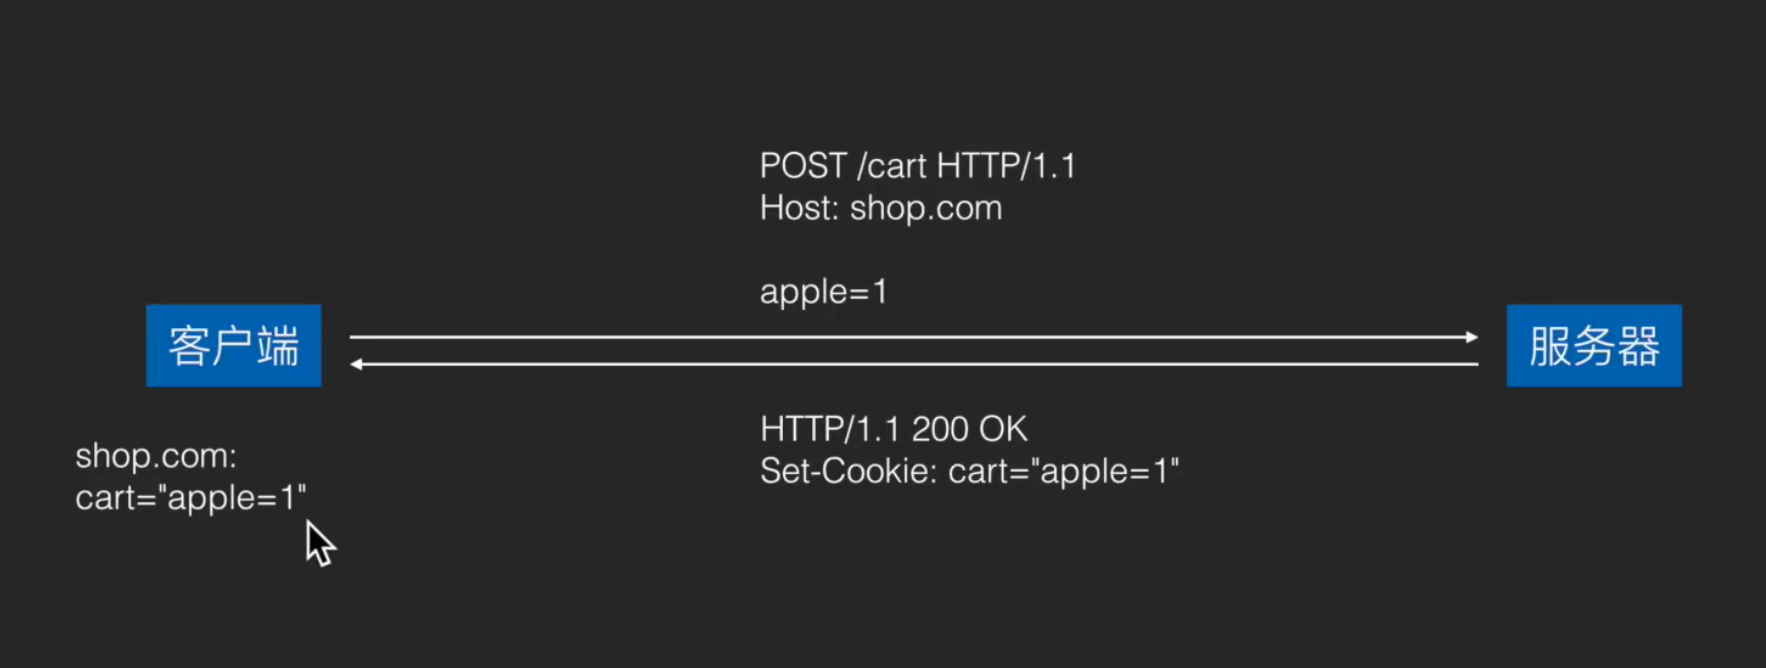 POST /cart HTTP/1.1
Host: shop.com
apple=1
客户端
服务器
HTTP/1.1 200 OK
Set-Cookie: cart="apple=1"
shop.com:
cart="apple=1"